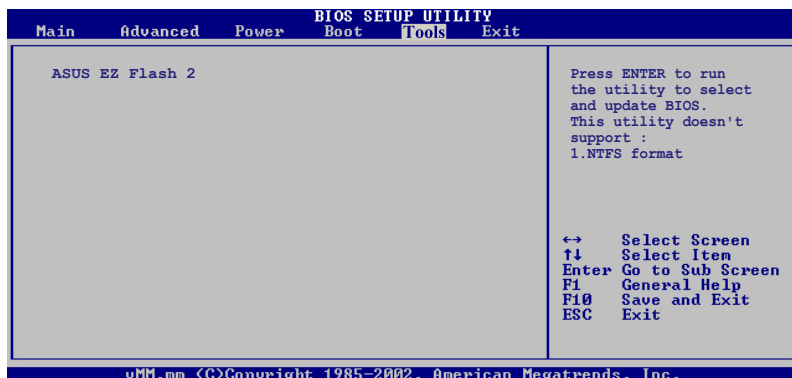 BIOS SETUP UTILITY
Main Advanced Power Boot Tools Exit
ASUS EZ Flash 2
Press ENTER to run
the utility to select
and update BIOS.
This utility doesn't
support :
1.NTFS format
←→ Select Screen
↑↓ Select Item
Enter Go to Sub Screen
F1 General Help
F10 Save and Exit
ESC Exit
vMM.mm (C)Copyright 1985-2002, American Megatrends, Inc.